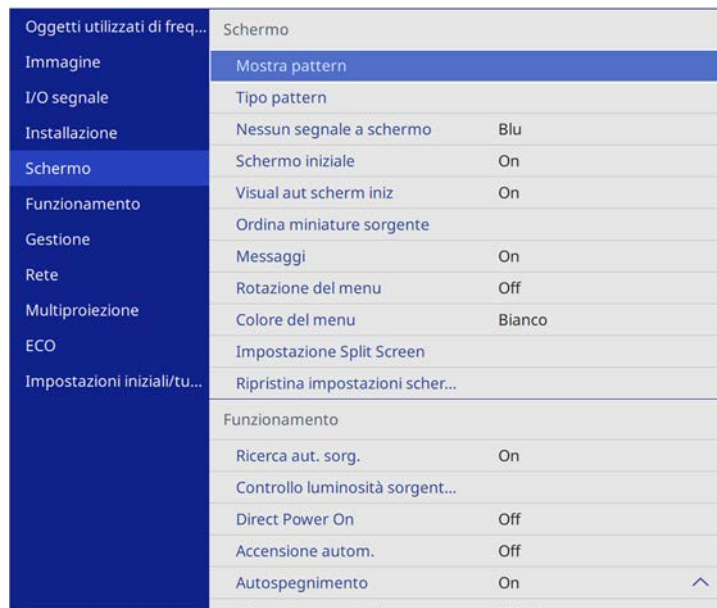 Oggetti utilizzati di freq...
Immagine
I/O segnale
Installazione
Schermo
Funzionamento
Gestione
Rete
Multiproiezione
ECO
Impostazioni iniziali/tu...
Schermo
Mostra pattern
Tipo pattern
Nessun segnale a schermo Blu
Schermo iniziale On
Visual aut scherm iniz On
Ordina miniature sorgente
Messaggi On
Rotazione del menu Off
Colore del menu Bianco
Impostazione Split Screen
Ripristina impostazioni scher...
Funzionamento
Ricerca aut. sorg. On
Controllo luminosità sorgent...
Direct Power On Off
Accensione autom. Off
Autospegnimento On